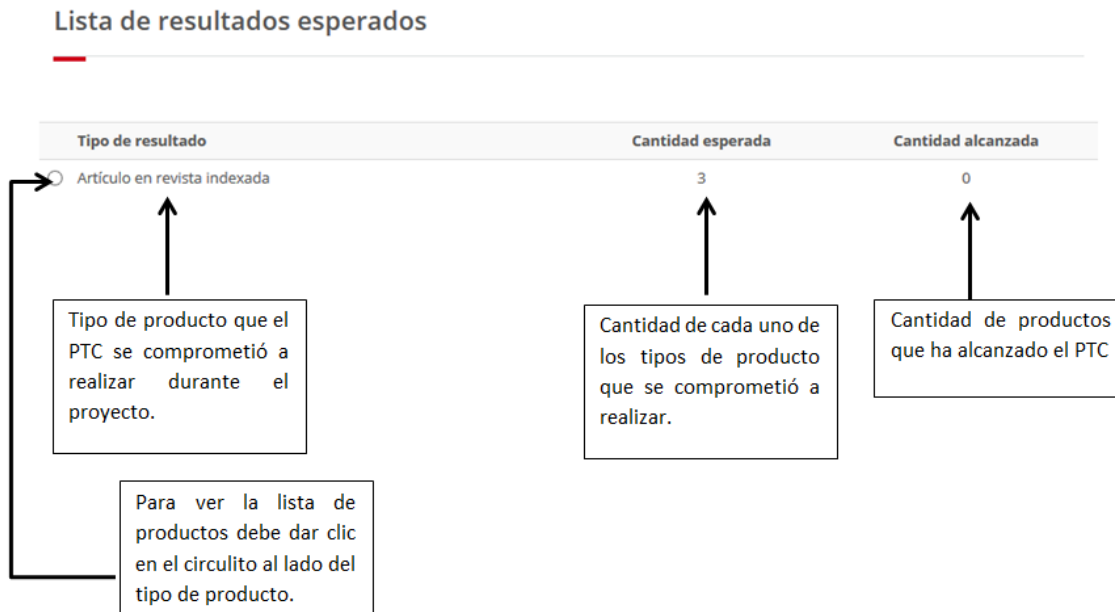 Lista de resultados esperados
Tipo de resultado Cantidad esperada Cantidad alcanzada
Artículo en revista indexada 3 0
Tipo de producto que el
PTC se comprometió a
realizar durante el
proyecto.
Cantidad de cada uno de
los tipos de producto
que se comprometió a
realizar.
Cantidad de productos
que ha alcanzado el PTC
Para ver la lista de
productos debe dar clic
en el circulito al lado del
tipo de producto.